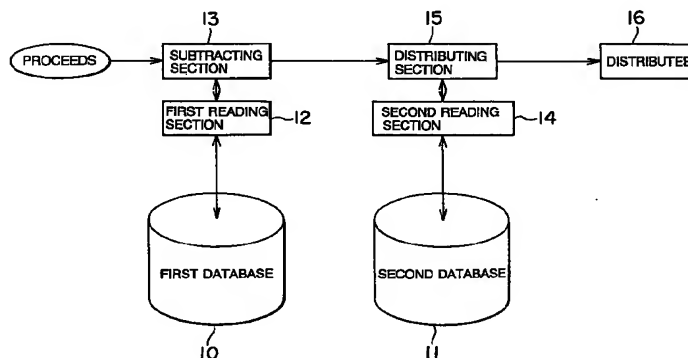 13
15
16
PROCEEDS
SUBTRACTING
SECTION
DISTRIBUTING
SECTION
DISTRIBUTEE
FIRST READING
SECTION
12
SECOND READING
SECTION
14
FIRST DATABASE
SECOND DATABASE
10
11